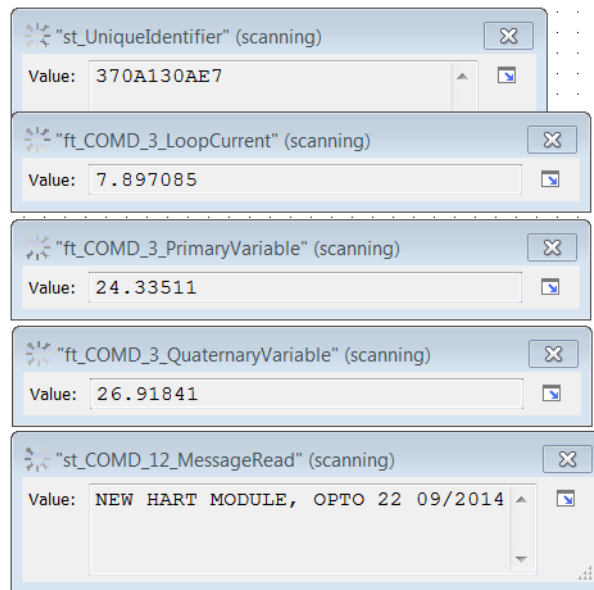 "st_UniqueIdentifier" (scanning)
Value: 370A130AE7
"ft_COMD_3_LoopCurrent" (scanning)
Value: 7.897085
"ft_COMD_3_PrimaryVariable" (scanning)
Value: 24.33511
"ft_COMD_3_QuaternaryVariable" (scanning)
Value: 26.91841
"st_COMD_12_MessageRead" (scanning)
Value: NEW HART MODULE, OPTO 22 09/2014